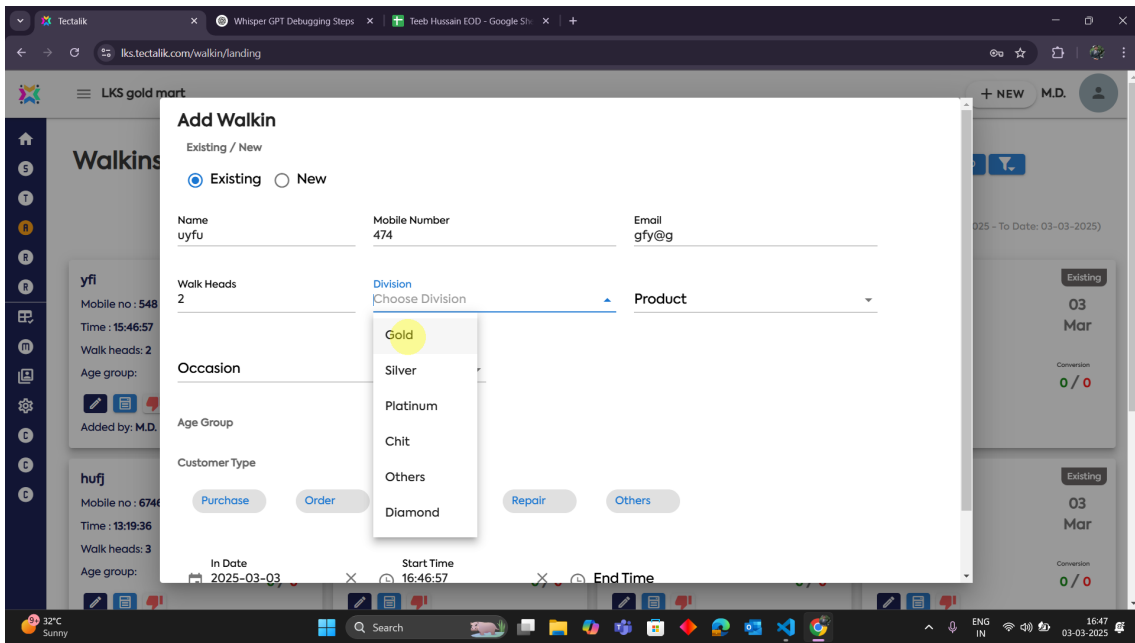 Tectalik
Whisper GPT Debugging Steps
Teeb Hussain EOD - Google She
lks.tectalik.com/walkin/landing
LKS gold mart
+ NEW M.D.
Add Walkin
Existing / New
Walkins
Existing New
Name Mobile Number Email
uyfu 474 gfy@g
025 - To Date: 03-03-2025)
Walk Heads Division
2 Choose Division Product
yfi
Mobile no : 548
Time : 15:46:57
Walk heads: 2
Age group:
Added by: M.D.
Existing
03
Mar
Conversion
0 / 0
Gold
Silver
Platinum
Chit
Others
Diamond
Occasion
Age Group
Customer Type
Purchase Order Repair Others
In Date Start Time
2025-03-03 16:46:57 End Time
hufj
Mobile no : 6746
Time : 13:19:36
Walk heads: 3
Age group:
Existing
03
Mar
Conversion
0 / 0
S
T
R
R
R
m
C
C
C
9+
32°C
Sunny
Search
ENG
IN
16:47
03-03-2025